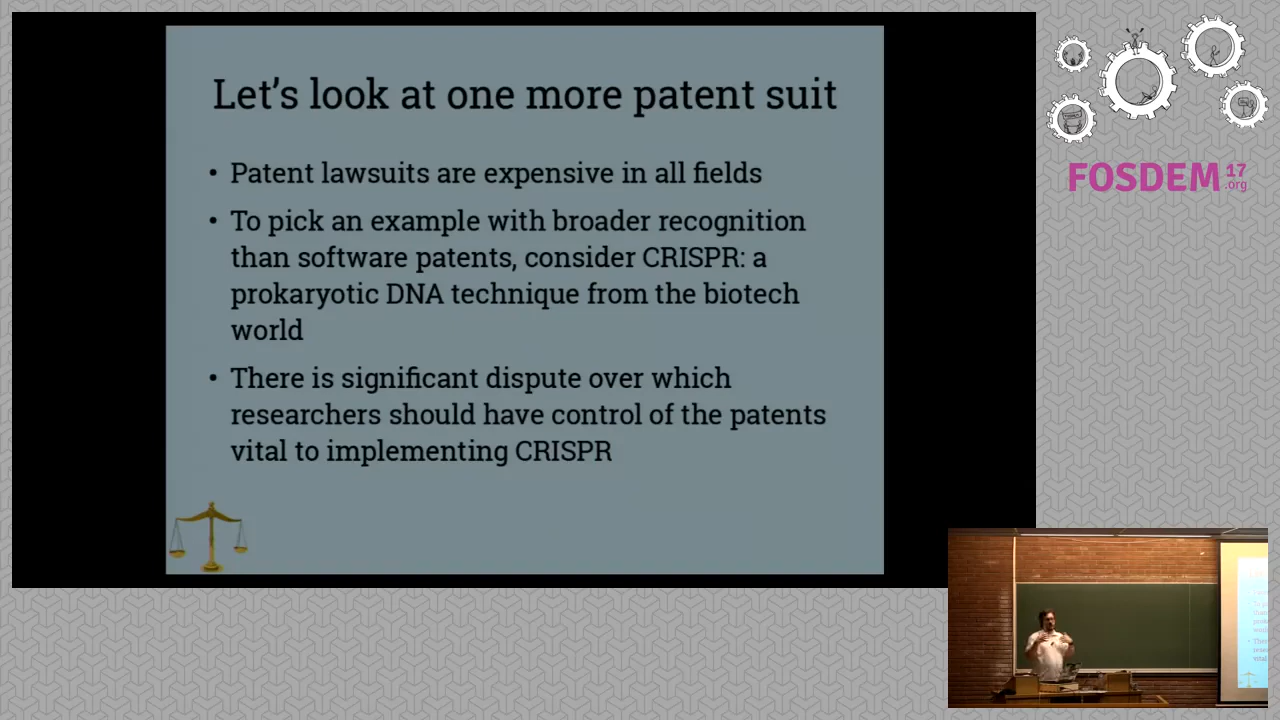 Let's look at one more patent suit
• Patent lawsuits are expensive in all fields
• To pick an example with broader recognition
than software patents, consider CRISPR: a
prokaryotic DNA technique from the biotech
world
• There is significant dispute over which
researchers should have control of the patents
vital to implementing CRISPR
FOSDEM 17
.org